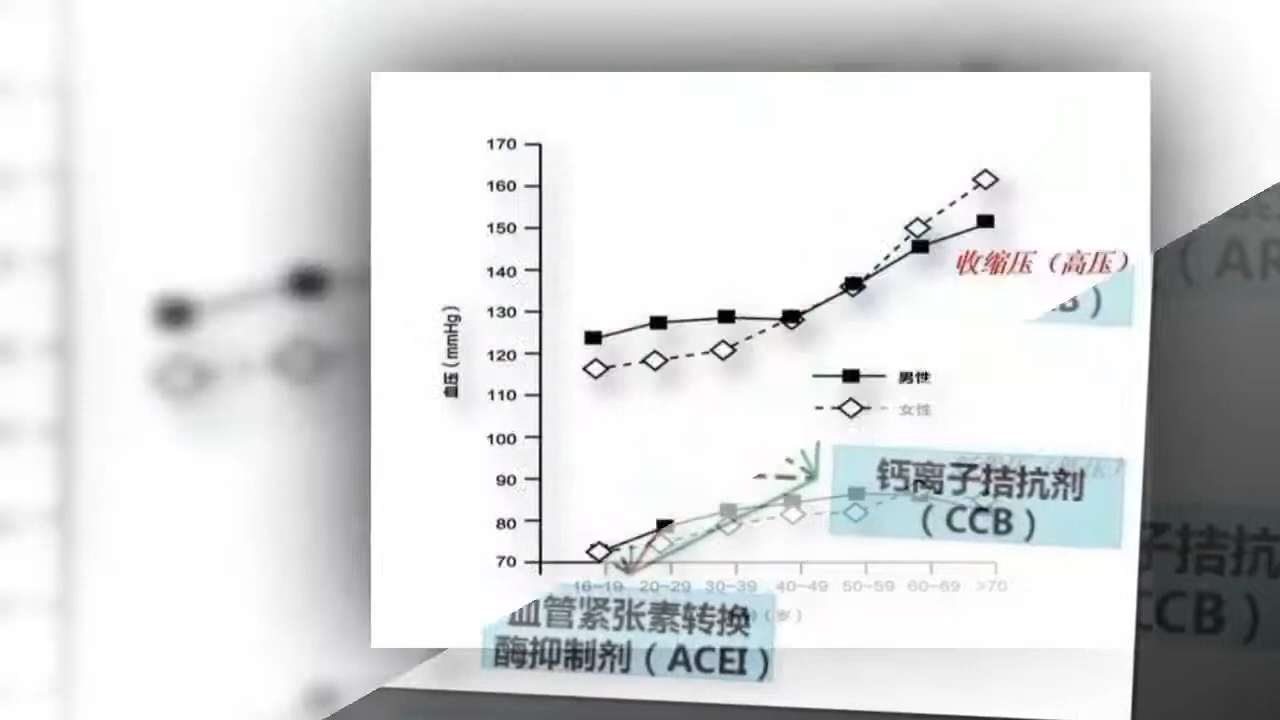 170
160
150
140
130
120
110
100
90
80
70
血压（mmHg）
收缩压（高压）
B）
（AR
男性
女性
钙离子拮抗剂
（CCB）
子拮抗
CCB）
16-19 20-29 30-39 40-49 50-59 60-69 >70
（岁）
血管紧张素转换
酶抑制剂（ACEI）